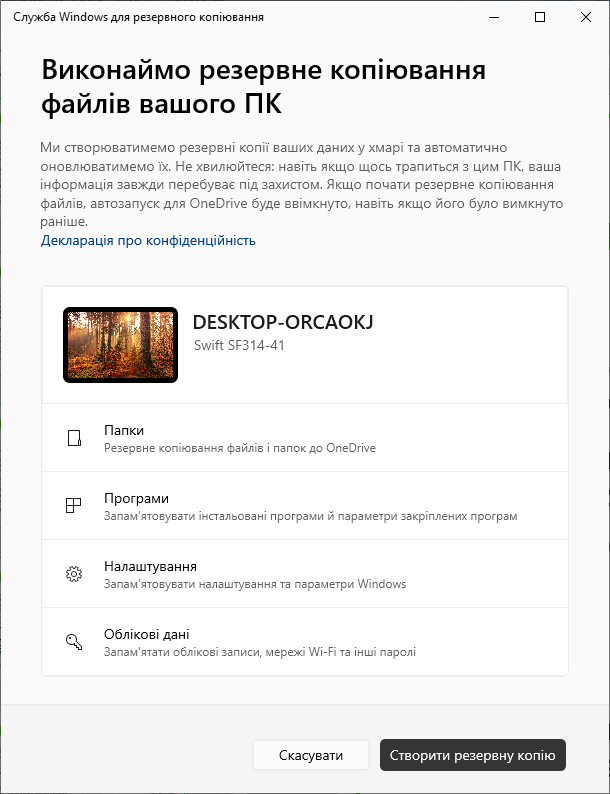 Служба Windows для резервного копіювання
Виконаймо резервне копіювання
файлів вашого ПК
Ми створюватимемо резервні копії ваших даних у хмарі та автоматично
оновлюватимемо їх. Не хвилюйтеся: навіть якщо щось трапиться з цим ПК, ваша
інформація завжди перебуває під захистом. Якщо почати резервне копіювання
файлів, автозапуск для OneDrive буде ввімкнуто, навіть якщо його було вимкнуто
раніше.
Декларація про конфіденційність
DESKTOP-ORCAOKJ
Swift SF314-41
Папки
Резервне копіювання файлів і папок до OneDrive
Програми
Запам'ятовувати інстальовані програми й параметри закріплених програм
Налаштування
Запам'ятовувати налаштування та параметри Windows
Облікові дані
Запам'ятати облікові записи, мережі Wi-Fi та інші паролі
Скасувати
Створити резервну копію